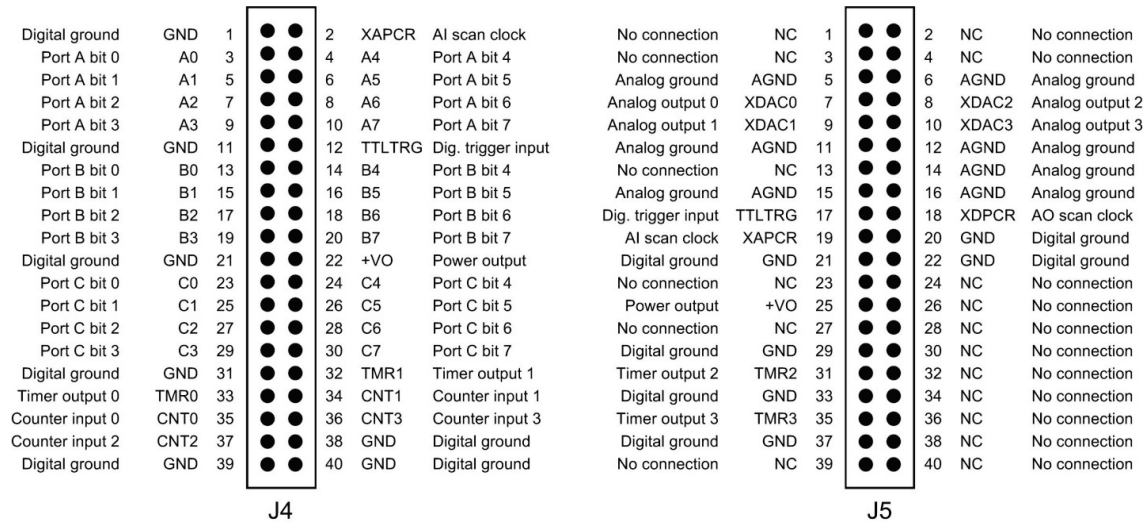 Digital ground GND 1 2 XAPCR AI scan clock No connection NC 1 2 NC No connection
Port A bit 0 A0 3 4 A4 Port A bit 4 No connection NC 3 4 NC No connection
Port A bit 1 A1 5 6 A5 Port A bit 5 Analog ground AGND 5 6 AGND Analog ground
Port A bit 2 A2 7 8 A6 Port A bit 6 Analog output 0 XDAC0 7 8 XDAC2 Analog output 2
Port A bit 3 A3 9 10 A7 Port A bit 7 Analog output 1 XDAC1 9 10 XDAC3 Analog output 3
Digital ground GND 11 12 TTLTRG Dig. trigger input Analog ground AGND 11 12 AGND Analog ground
Port B bit 0 B0 13 14 B4 Port B bit 4 No connection NC 13 14 AGND Analog ground
Port B bit 1 B1 15 16 B5 Port B bit 5 Analog ground AGND 15 16 AGND Analog ground
Port B bit 2 B2 17 18 B6 Port B bit 6 Dig. trigger input TTLTRG 17 18 XDPCR AO scan clock
Port B bit 3 B3 19 20 B7 Port B bit 7 AI scan clock XAPCR 19 20 GND Digital ground
Digital ground GND 21 22 +VO Power output Digital ground GND 21 22 GND Digital ground
Port C bit 0 C0 23 24 C4 Port C bit 4 No connection NC 23 24 NC No connection
Port C bit 1 C1 25 26 C5 Port C bit 5 Power output +VO 25 26 NC No connection
Port C bit 2 C2 27 28 C6 Port C bit 6 No connection NC 27 28 NC No connection
Port C bit 3 C3 29 30 C7 Port C bit 7 Digital ground GND 29 30 NC No connection
Digital ground GND 31 32 TMR1 Timer output 1 Timer output 2 TMR2 31 32 NC No connection
Timer output 0 TMR0 33 34 CNT1 Counter input 1 Digital ground GND 33 34 NC No connection
Counter input 0 CNT0 35 36 CNT3 Counter input 3 Timer output 3 TMR3 35 36 NC No connection
Counter input 2 CNT2 37 38 GND Digital ground Digital ground GND 37 38 NC No connection
Digital ground GND 39 40 GND Digital ground No connection NC 39 40 NC No connection
J4 J5